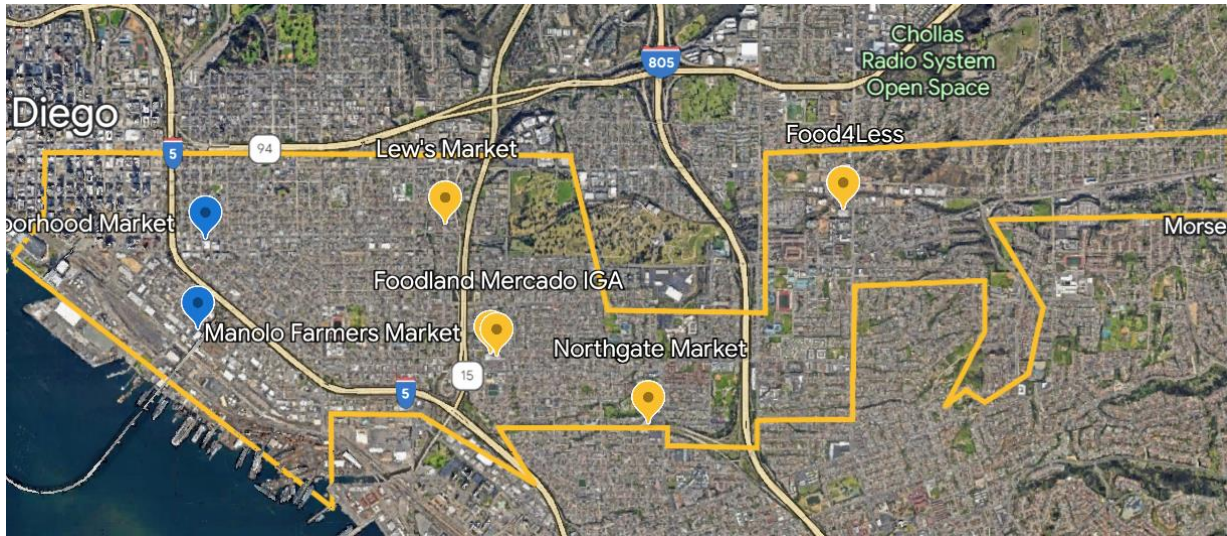 Chollas
Radio System
Open Space
805
Diego
94
5
Lew's Market
Food4Less
borhood Market
Morse
Foodland Mercado IGA
Manolo Farmers Market
Northgate Market
15
5